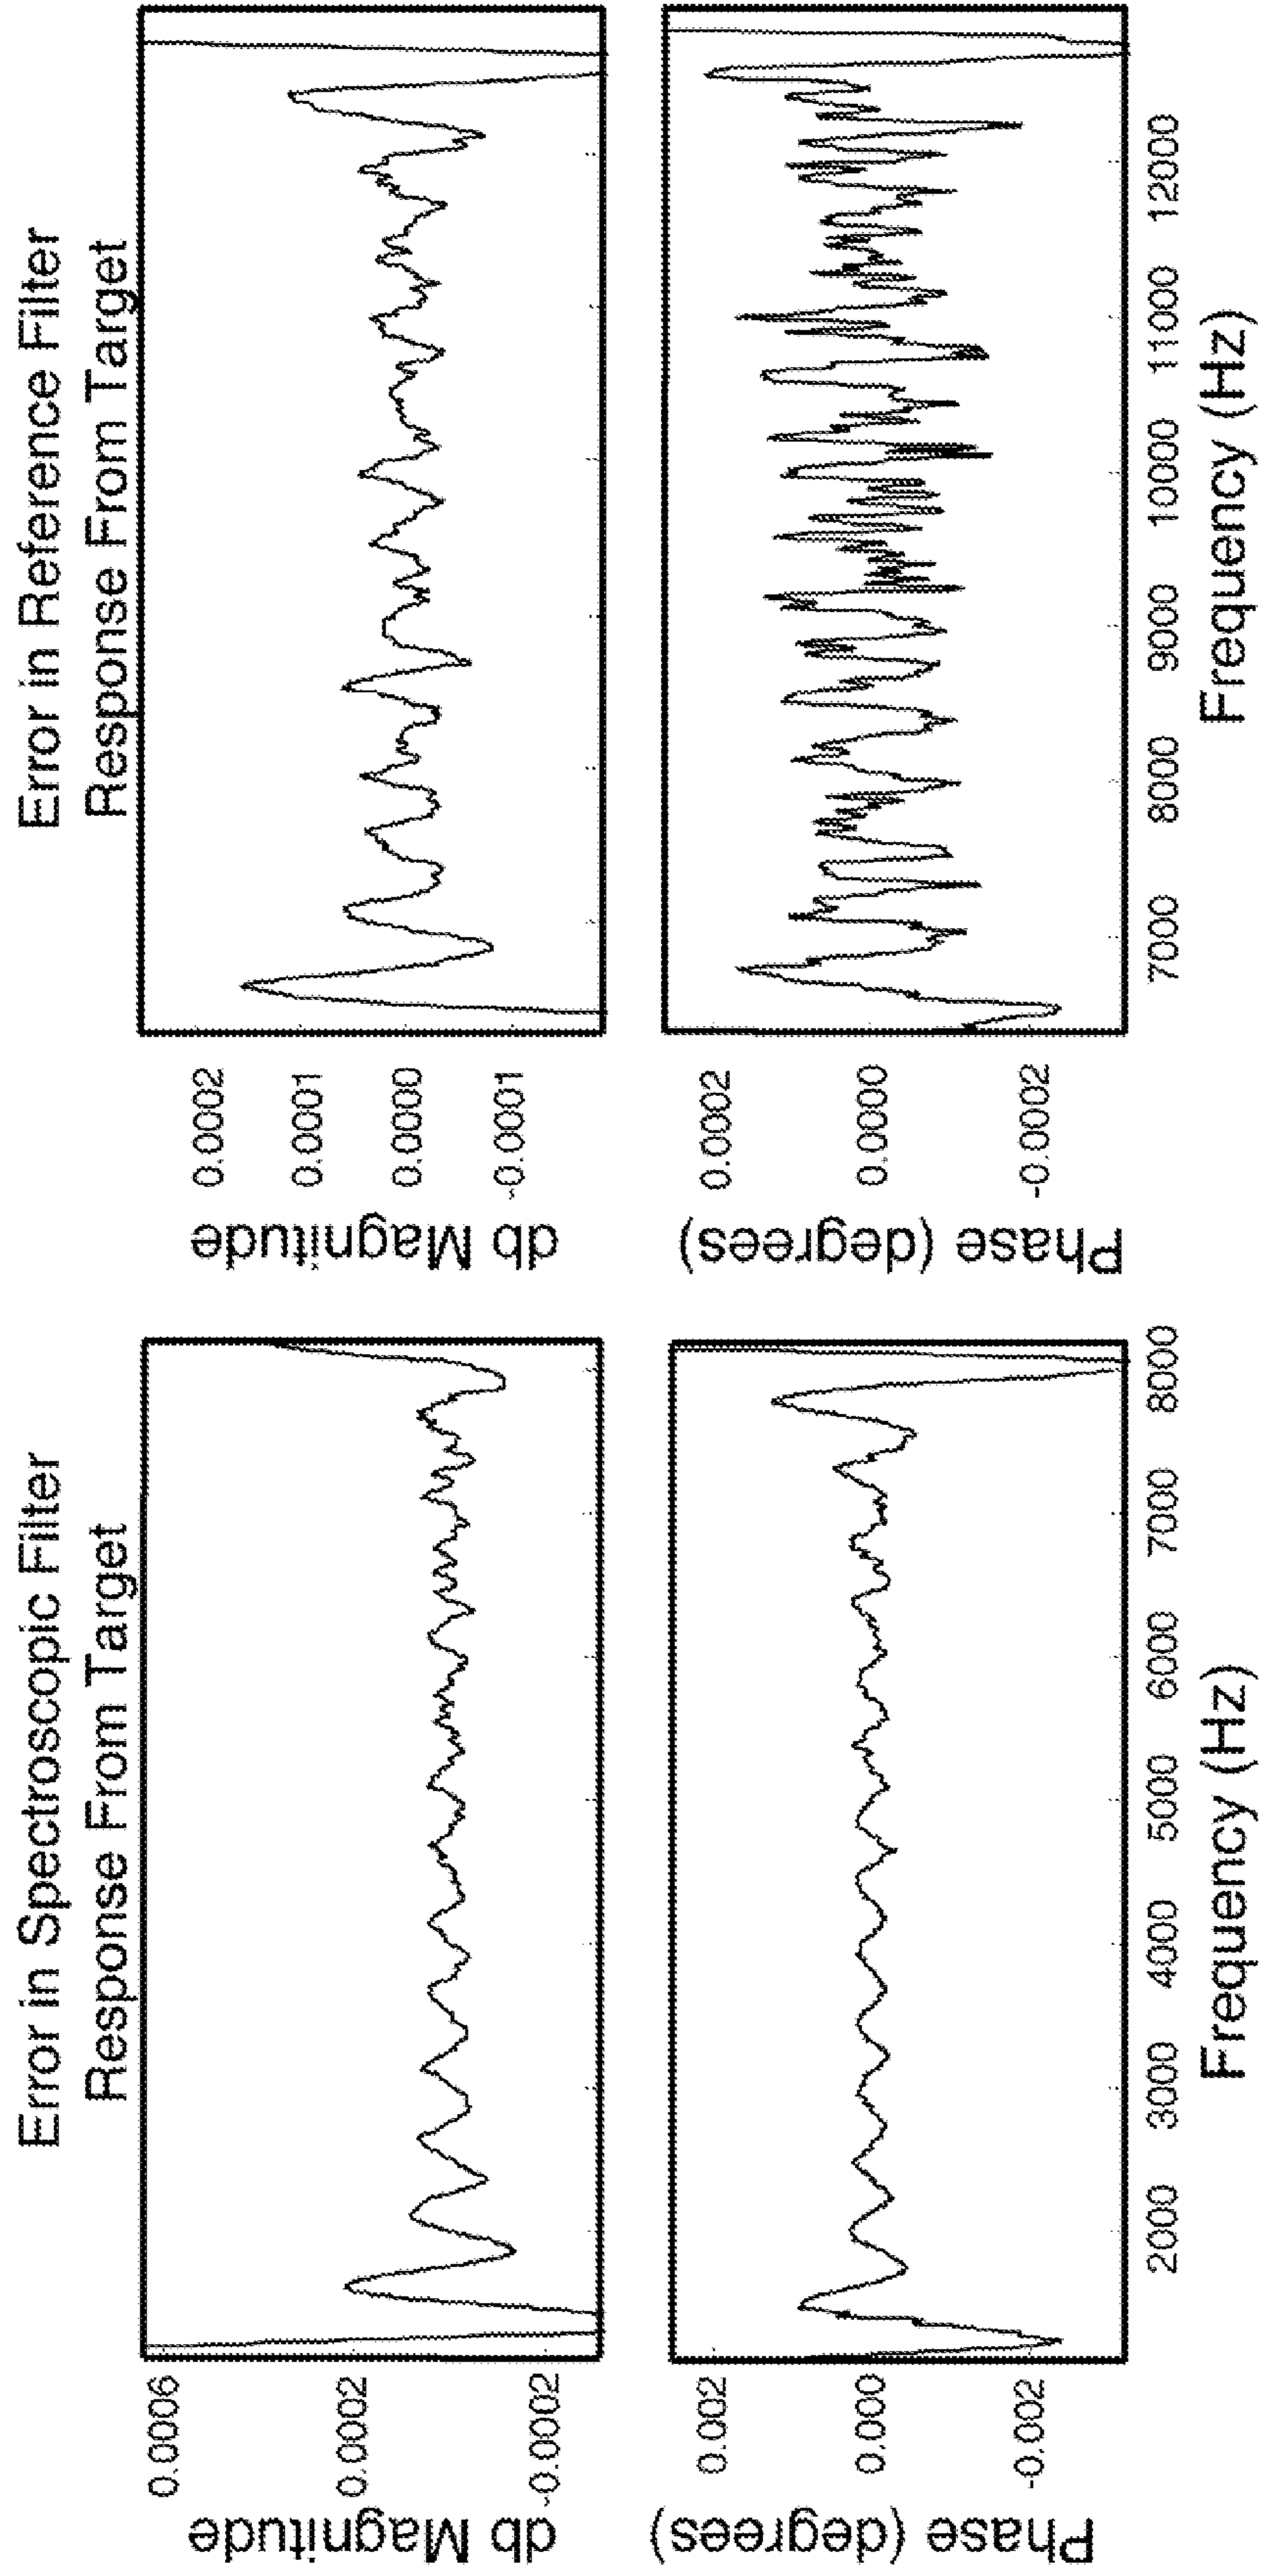 Error in Spectroscopic Filter
Response From Target
db Magnitude
0.0006
0.0002
-0.0002
Phase (degrees)
0.002
0.000
-0.002
2000 3000 4000 5000 6000 7000 8000
Frequency (Hz)
Error in Reference Filter
Response From Target
db Magnitude
0.0002
0.0001
0.0000
-0.0001
Phase (degrees)
0.0002
0.0000
-0.0002
7000 8000 9000 10000 11000 12000
Frequency (Hz)